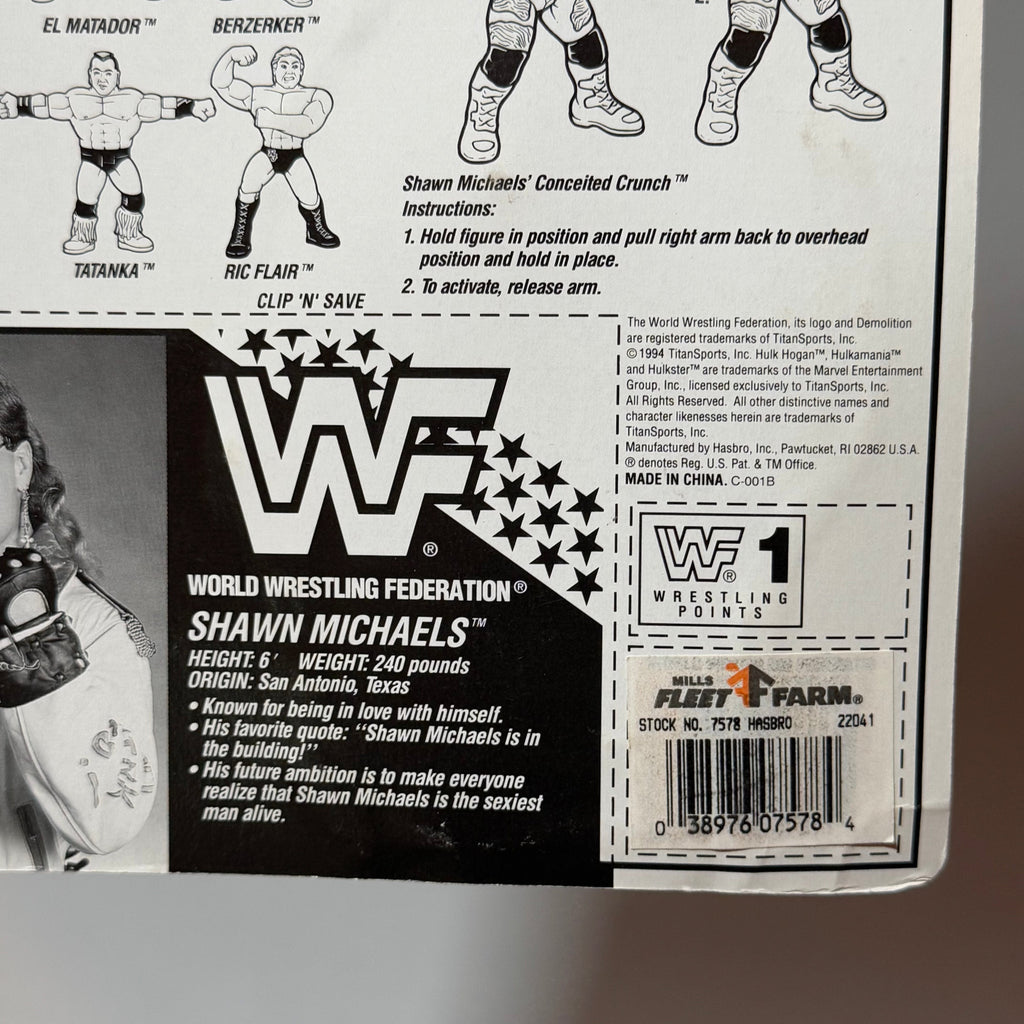 EL MATADOR™
BERZERKER™
2.
TATANKA™
RIC FLAIR™
CLIP 'N' SAVE
Shawn Michaels' Conceited Crunch™
Instructions:
1. Hold figure in position and pull right arm back to overhead
position and hold in place.
2. To activate, release arm.
The World Wrestling Federation, its logo and Demolition
are registered trademarks of TitanSports, Inc.
©1994 TitanSports, Inc. Hulk Hogan™, Hulkamania™
and Hulkster™ are trademarks of the Marvel Entertainment
Group, Inc., licensed exclusively to TitanSports, Inc.
All Rights Reserved. All other distinctive names and
character likenesses herein are trademarks of
TitanSports, Inc.
Manufactured by Hasbro, Inc., Pawtucket, RI 02862 U.S.A.
® denotes Reg. U.S. Pat. & TM Office.
MADE IN CHINA. C-001B
WF®
WORLD WRESTLING FEDERATION®
SHAWN MICHAELS™
HEIGHT: 6' WEIGHT: 240 pounds
ORIGIN: San Antonio, Texas
• Known for being in love with himself.
• His favorite quote: "Shawn Michaels is in
the building!"
• His future ambition is to make everyone
realize that Shawn Michaels is the sexiest
man alive.
WF® 1
WRESTLING
POINTS
MILLS
FLEET FARM®
STOCK NO. 7578 HASBRO 22041
0 38976 07578 4